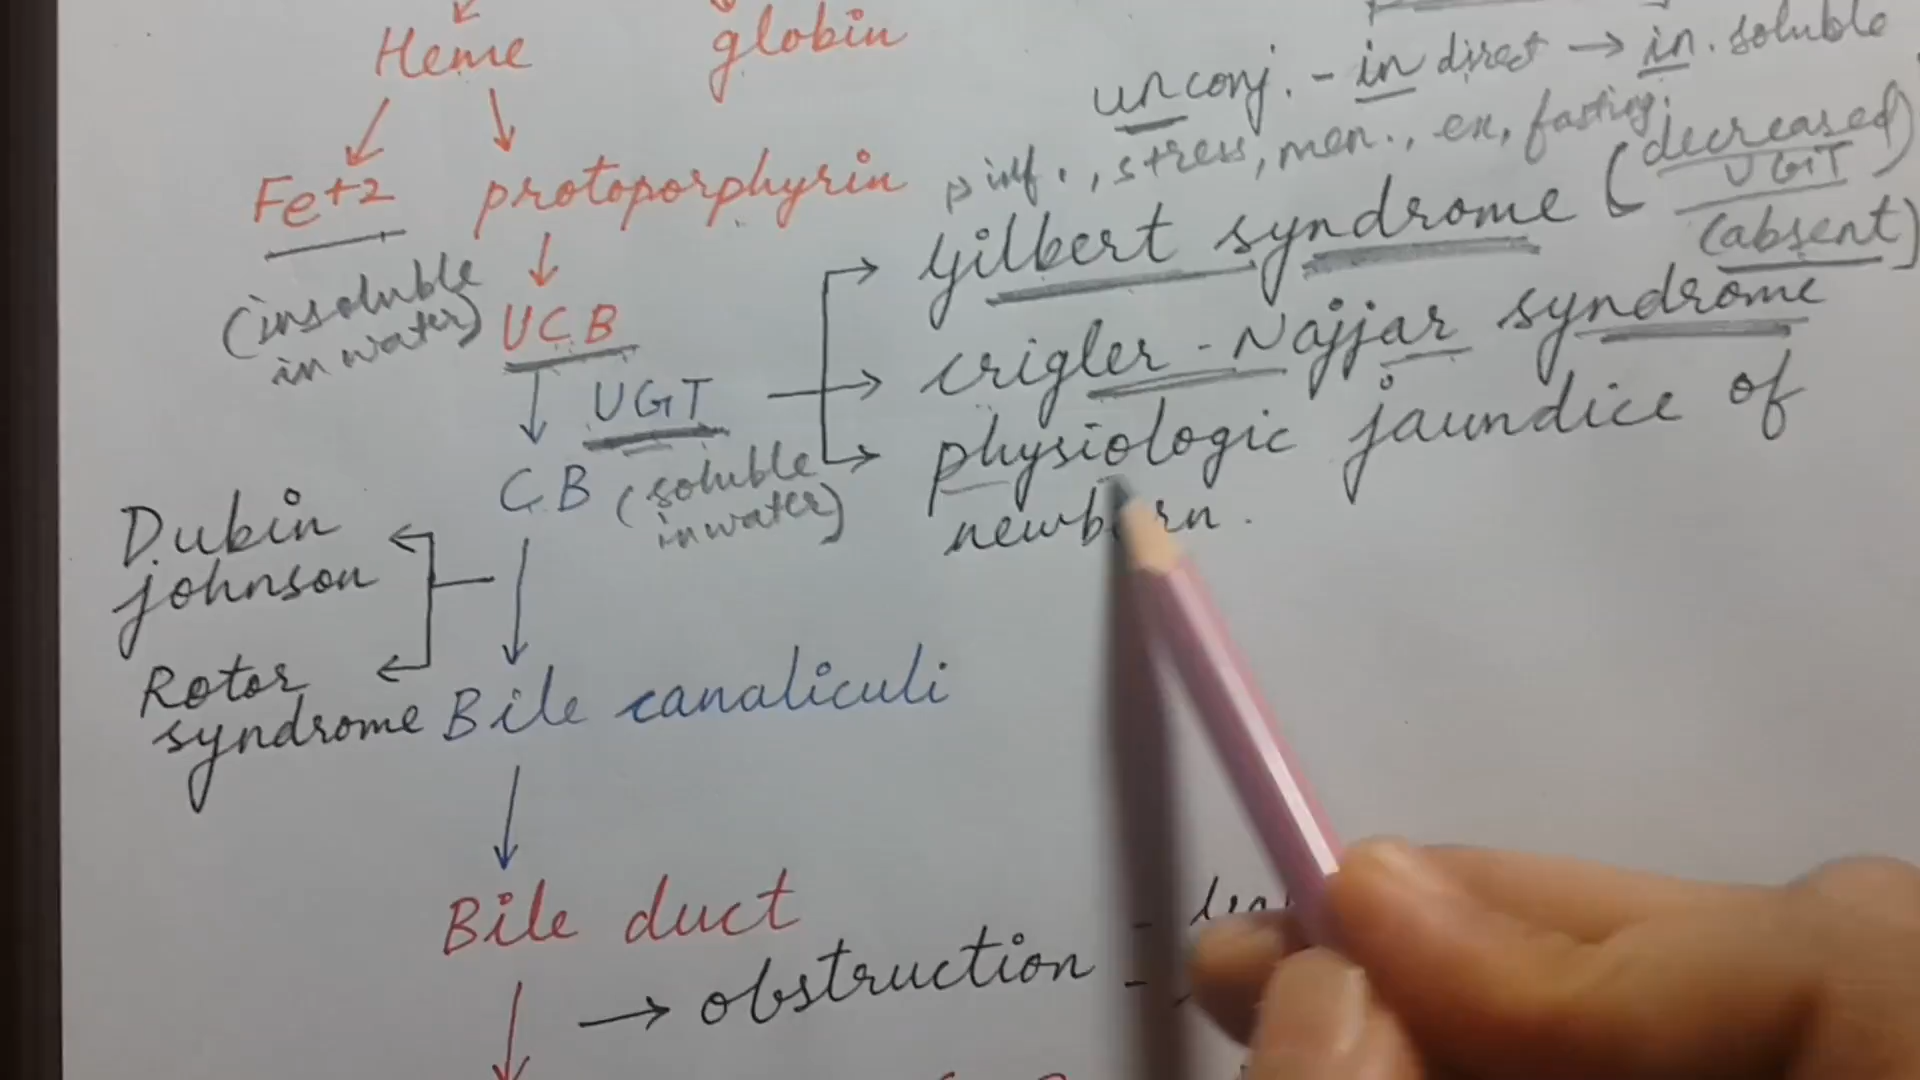 Heme globin
unconj. - indirect → in. soluble
inf., stress, men., ex, fasting.
Fe+2 protoporphyrin
Gilbert syndrome (decreased
UGT)
(absent)
(insoluble
in water)
UCB
Crigler - Najjar syndrome
UGT
physiologic jaundice of
newborn.
CB (soluble
in water)
Dubin
johnson
Rotor
syndrome
Bile canaliculi
Bile duct
→ obstruction -